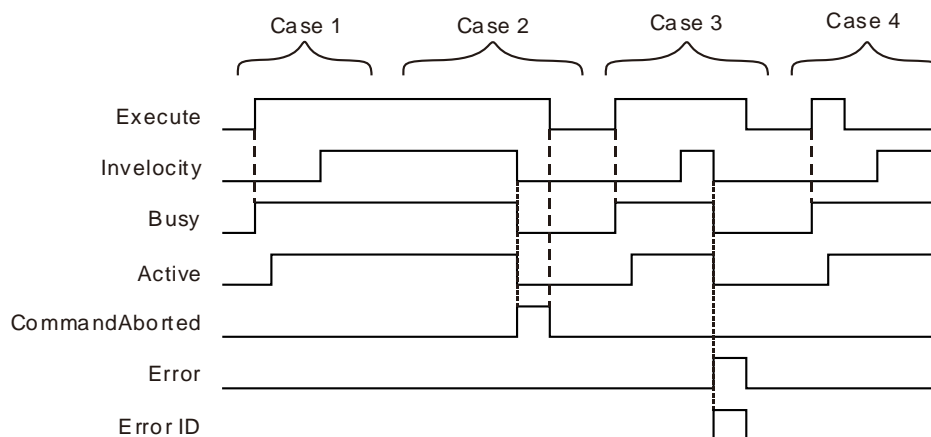 Case 1
Case 2
Case 3
Case 4
Execute
Invelocity
Busy
Active
CommandAborted
Error
Error ID